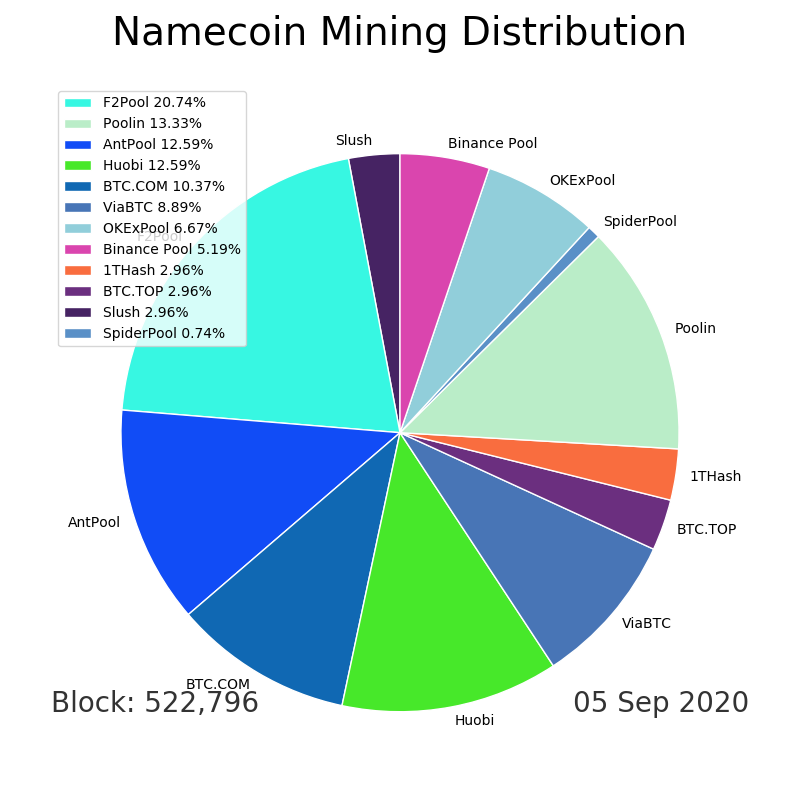 Namecoin Mining Distribution
F2Pool 20.74%
Poolin 13.33%
AntPool 12.59%
Huobi 12.59%
BTC.COM 10.37%
ViaBTC 8.89%
OKExPool 6.67%
Binance Pool 5.19%
1THash 2.96%
BTC.TOP 2.96%
Slush 2.96%
SpiderPool 0.74%
Slush
Binance Pool
OKExPool
SpiderPool
F2Pool
Poolin
1THash
AntPool
BTC.TOP
ViaBTC
BTC.COM
Huobi
Block: 522,796
05 Sep 2020